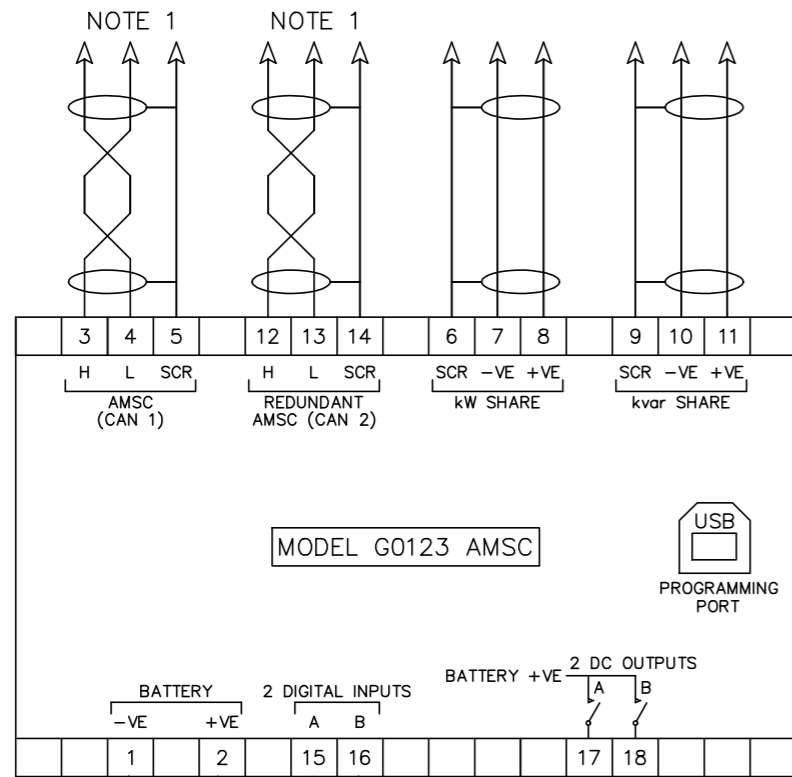 NOTE 1 NOTE 1
3 4 5 12 13 14 6 7 8 9 10 11
H L SCR H L SCR SCR -VE +VE SCR -VE +VE
AMSC
(CAN 1)
REDUNDANT
AMSC (CAN 2)
kW SHARE
kvar SHARE
MODEL G0123 AMSC
USB
PROGRAMMING
PORT
BATTERY
-VE +VE
2 DIGITAL INPUTS
A B
2 DC OUTPUTS
BATTERY +VE
A B
1 2 15 16 17 18